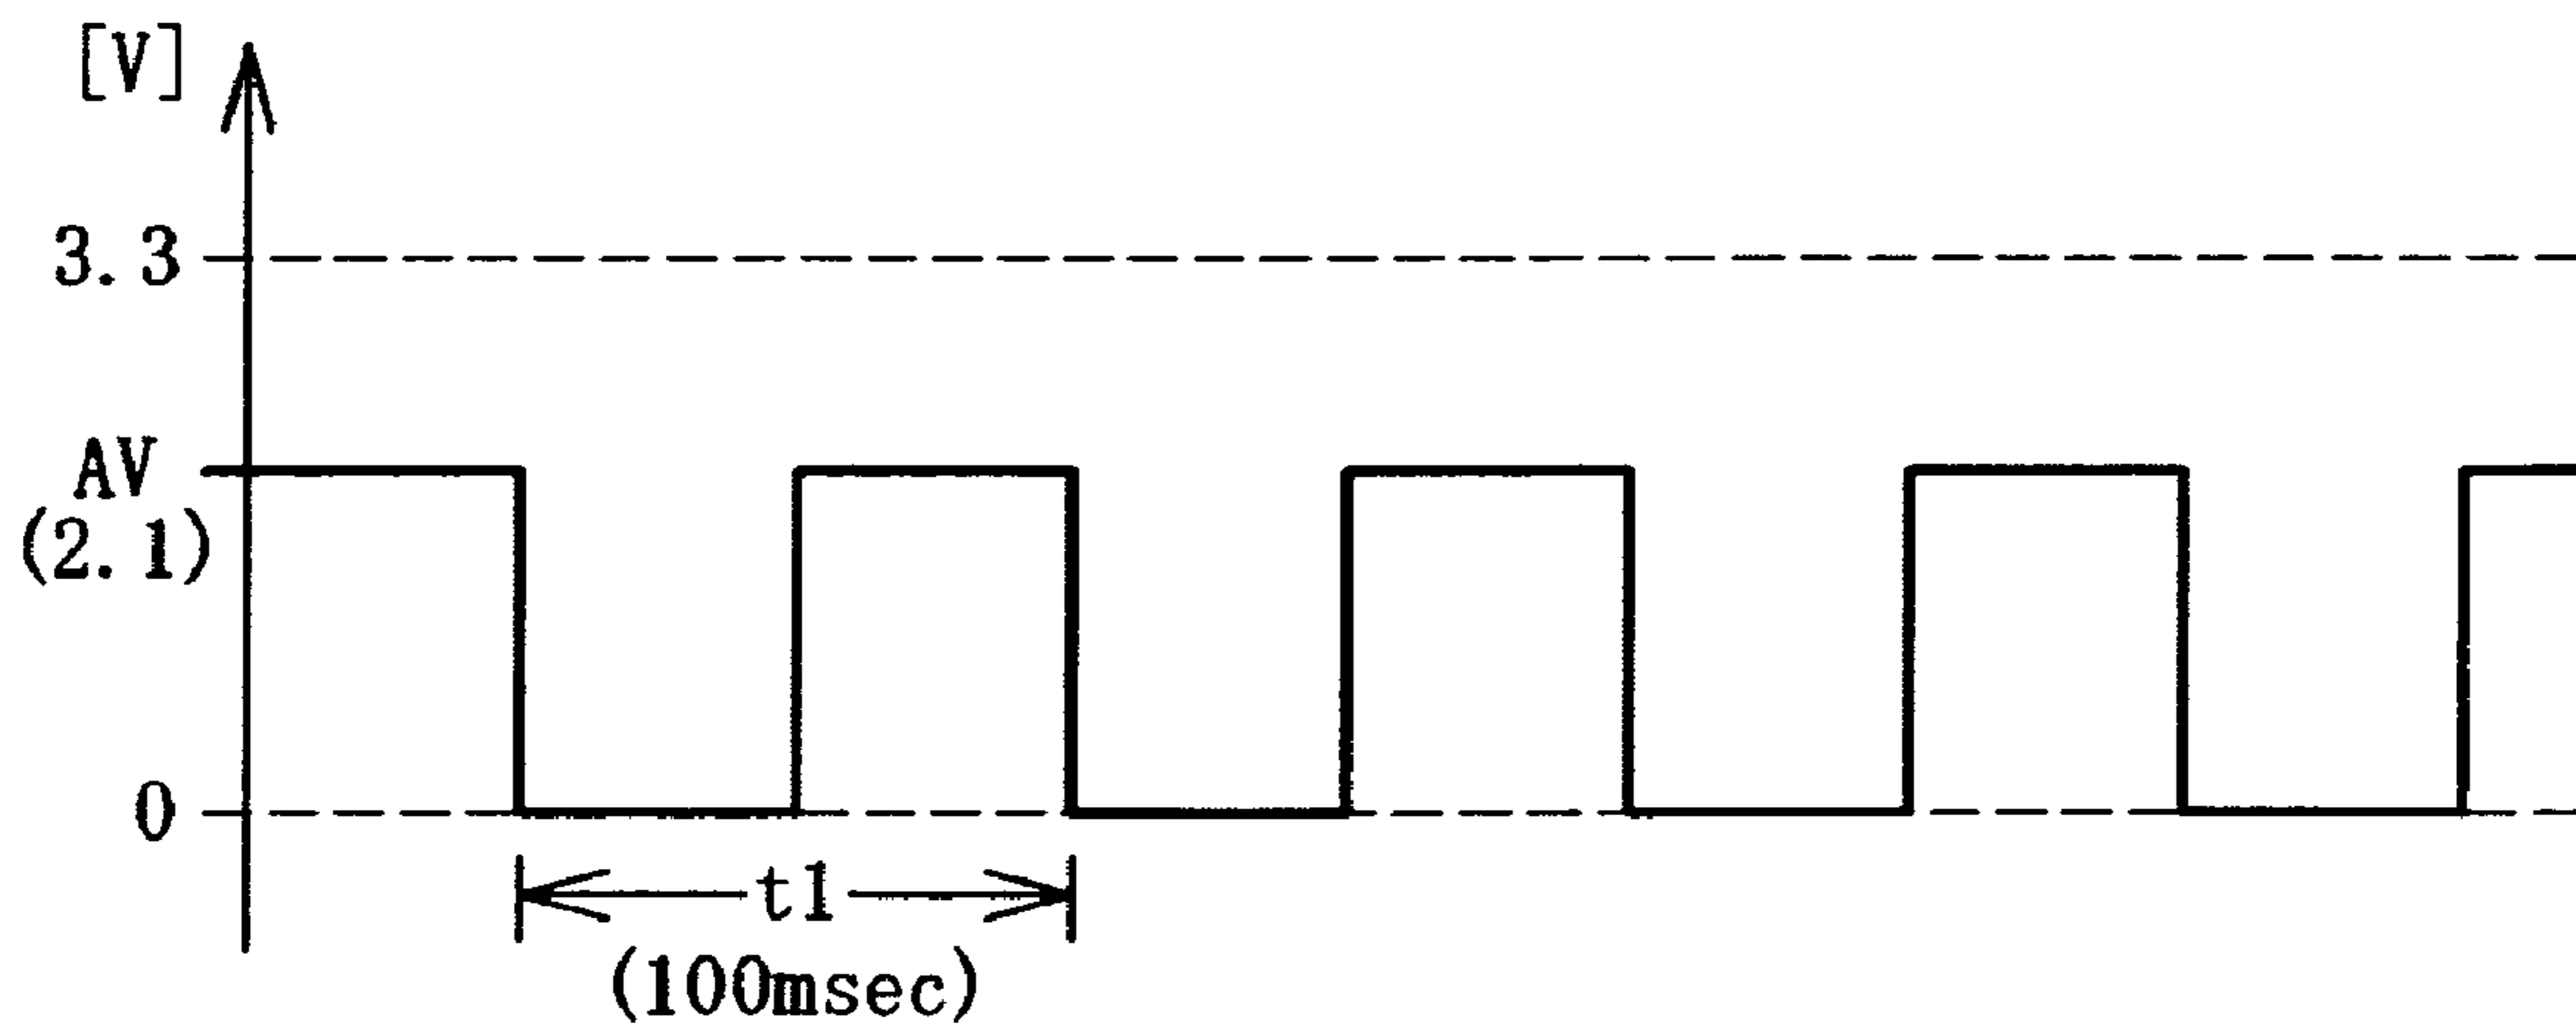 [V]
3.3
AV
(2.1)
0
t1
(100msec)